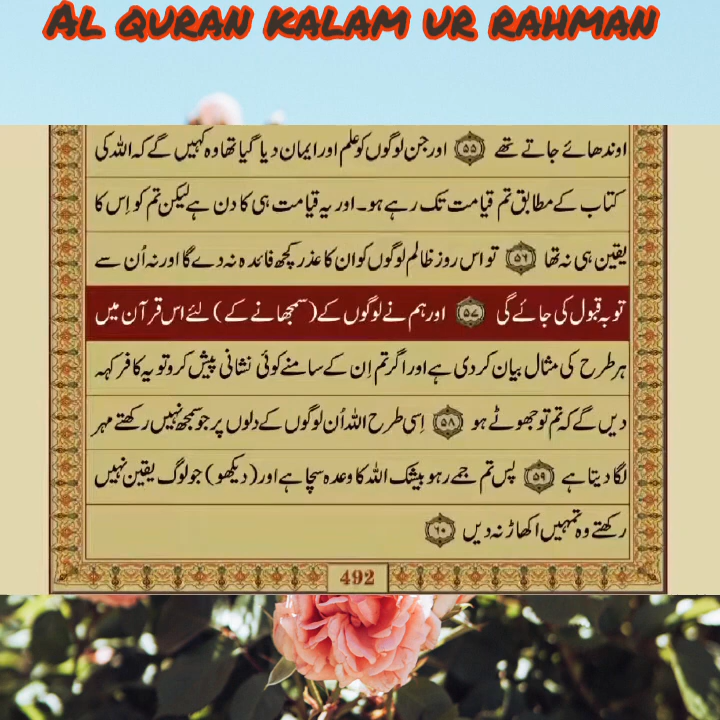 AL QURAN KALAM UR RAHMAN
اوندھائے جاتے تھے ۵۵ اور جن لوگوں کو علم اور ایمان دیا گیا تھا وہ کہیں گے کہ اللہ کی
کتاب کے مطابق تم قیامت تک رہے ہو۔ اور یہ قیامت ہی کا دن ہے لیکن تم کو اِس کا
یقین ہی نہ تھا ۵۶ تو اس روز ظالم لوگوں کو ان کا عذر کچھ فائدہ نہ دے گا اور نہ اُن سے
توبہ قبول کی جائے گی ۵۷ اور ہم نے لوگوں کے (سمجھانے کے) لئے اس قرآن میں
ہر طرح کی مثال بیان کر دی ہے اور اگر تم اِن کے سامنے کوئی نشانی پیش کرو تو یہ کافر کہہ
دیں گے کہ تم تو جھوٹے ہو ۵۸ اِسی طرح اللہ اُن لوگوں کے دلوں پر جو سمجھ نہیں رکھتے مہر
لگا دیتا ہے ۵۹ پس تم جمے رہو بیشک اللہ کا وعدہ سچا ہے اور (دیکھو) جو لوگ یقین نہیں
رکھتے وہ تمہیں اکھاڑ نہ دیں ۶۰
492